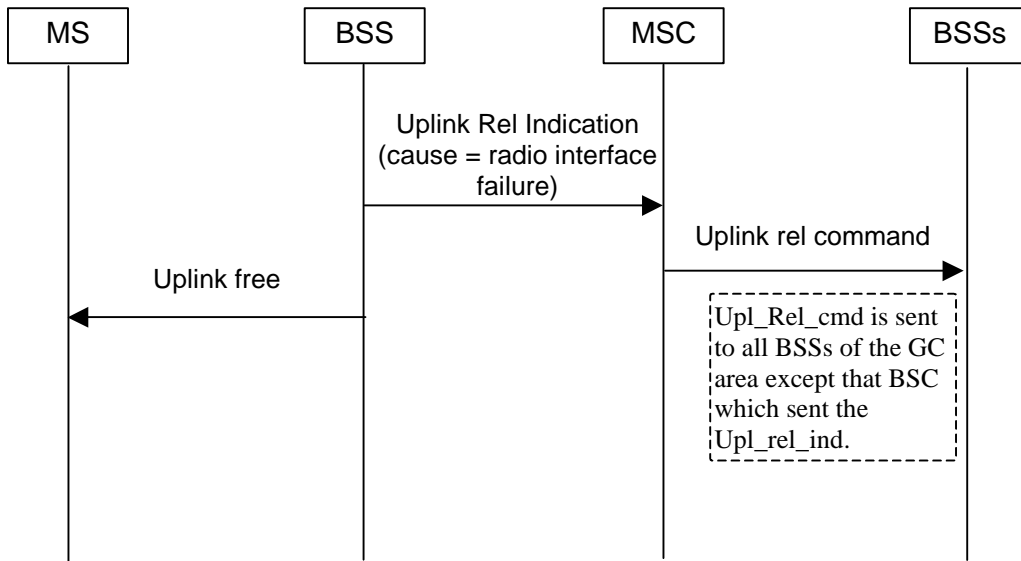 MS
BSS
MSC
BSSs
Uplink Rel Indication
(cause = radio interface
failure)
Uplink rel command
Uplink free
Upl_Rel_cmd is sent
to all BSSs of the GC
area except that BSC
which sent the
Upl_rel_ind.